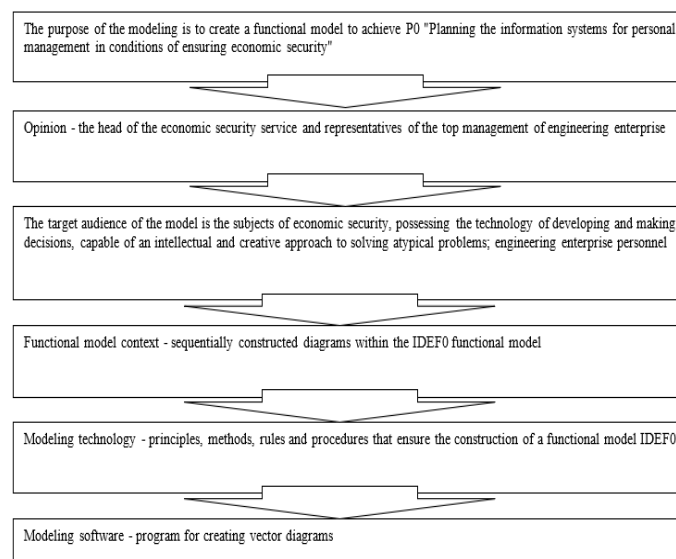 The purpose of the modeling is to create a functional model to achieve P0 "Planning the information systems for personal
management in conditions of ensuring economic security"
Opinion - the head of the economic security service and representatives of the top management of engineering enterprise
The target audience of the model is the subjects of economic security, possessing the technology of developing and making
decisions, capable of an intellectual and creative approach to solving atypical problems; engineering enterprise personnel
Functional model context - sequentially constructed diagrams within the IDEF0 functional model
Modeling technology - principles, methods, rules and procedures that ensure the construction of a functional model IDEF0
Modeling software - program for creating vector diagrams